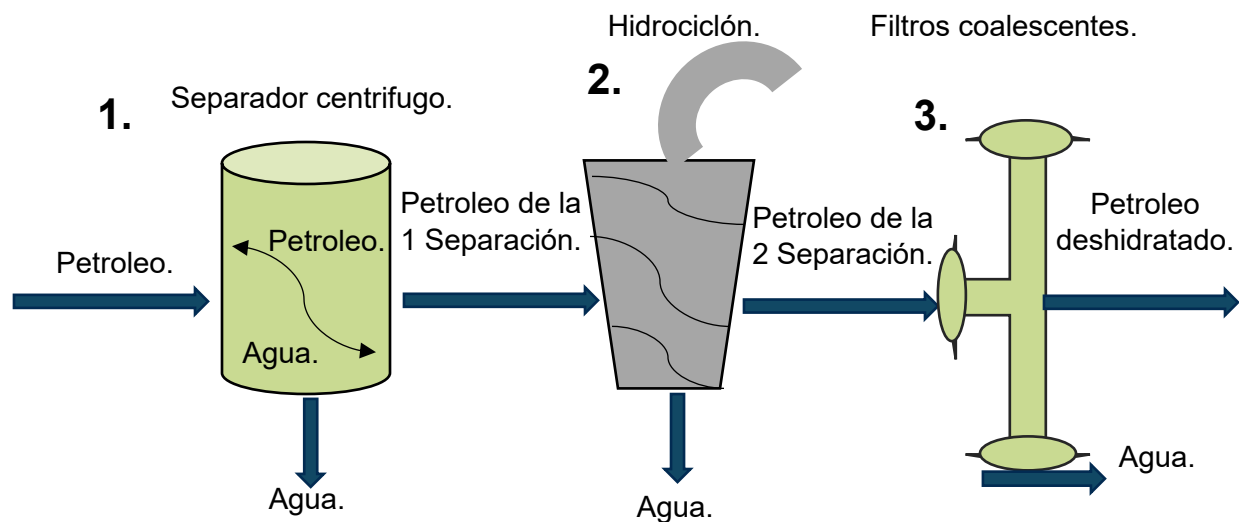 1.
Separador centrifugo.
Petroleo.
Petroleo.
Agua.
Agua.
Petroleo de la
1 Separación.
2.
Hidrociclón.
Agua.
Petroleo de la
2 Separación.
3.
Filtros coalescentes.
Petroleo
deshidratado.
Agua.